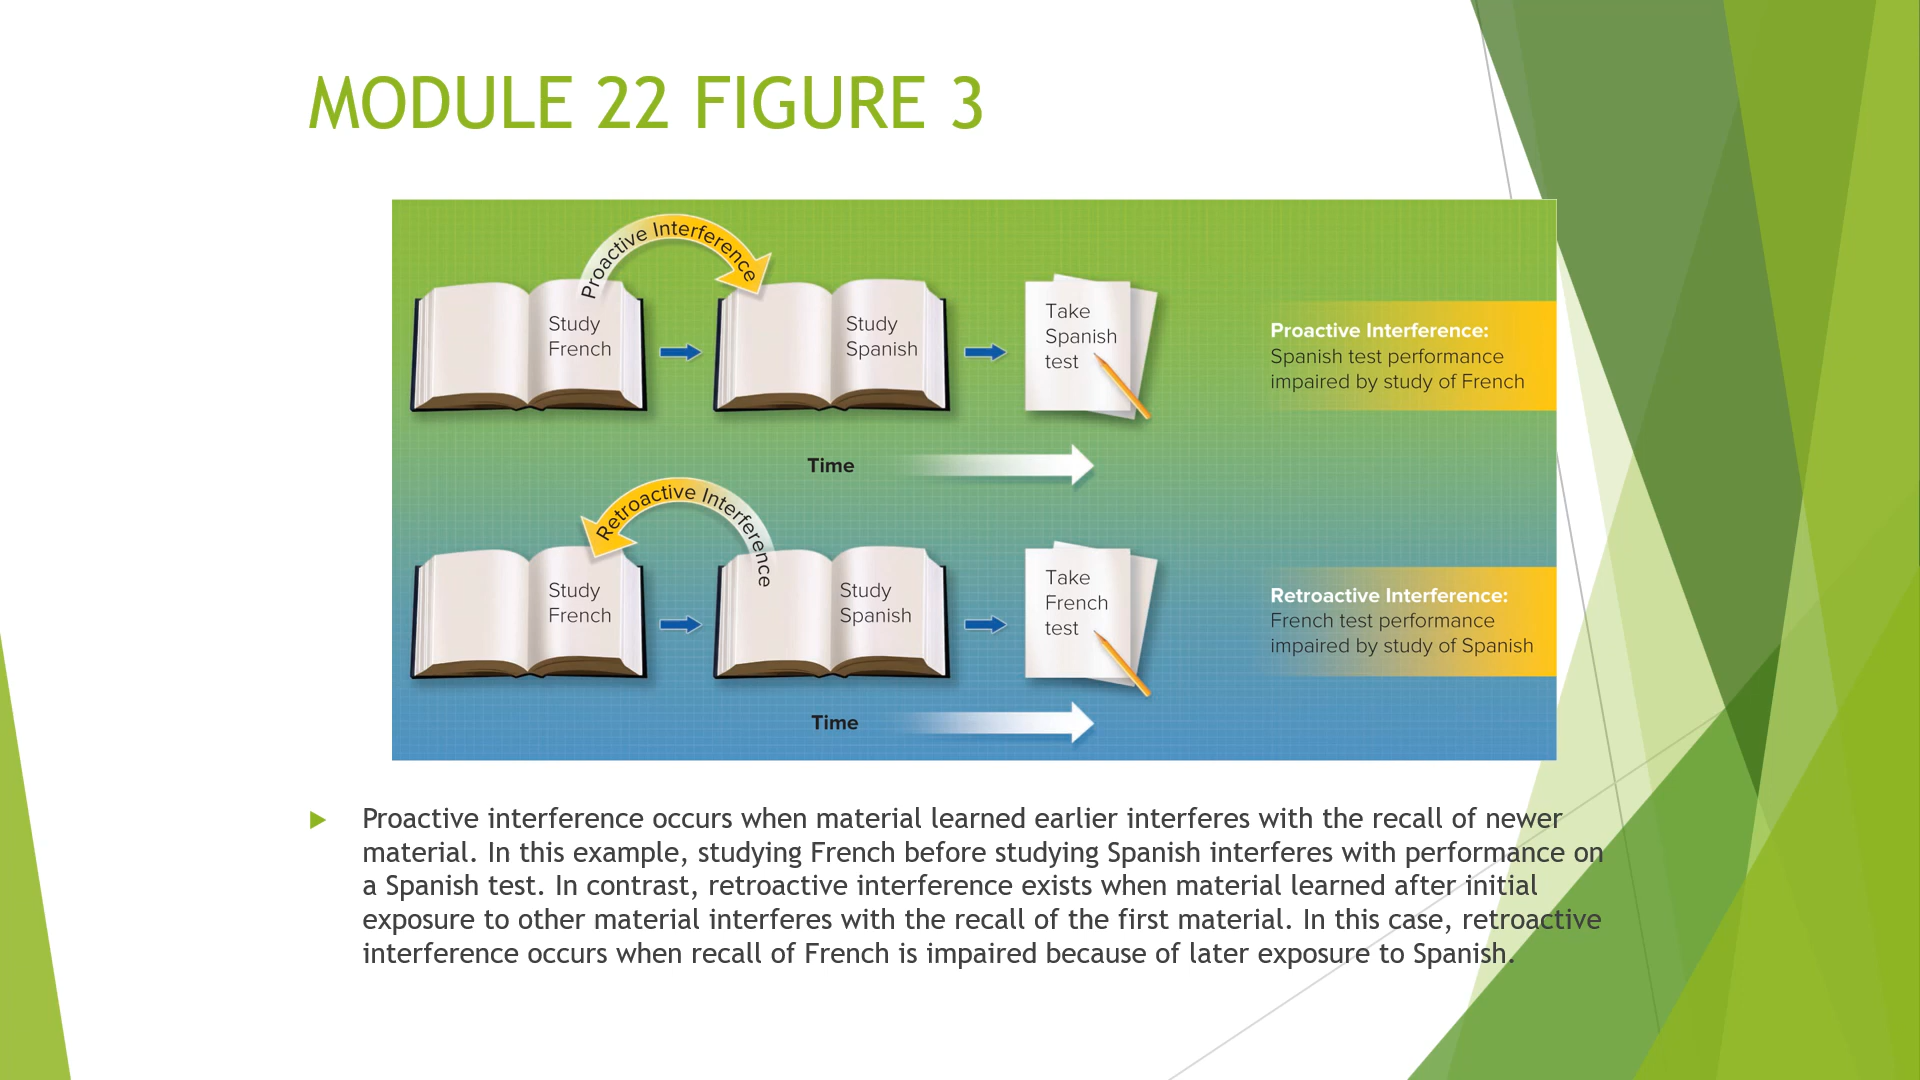 MODULE 22 FIGURE 3
Proactive Interference
Study
French
Study
Spanish
Take
Spanish
test
Proactive Interference:
Spanish test performance
impaired by study of French
Time
Retroactive Interference
Study
French
Study
Spanish
Take
French
test
Retroactive Interference:
French test performance
impaired by study of Spanish
Time
Proactive interference occurs when material learned earlier interferes with the recall of newer
material. In this example, studying French before studying Spanish interferes with performance on
a Spanish test. In contrast, retroactive interference exists when material learned after initial
exposure to other material interferes with the recall of the first material. In this case, retroactive
interference occurs when recall of French is impaired because of later exposure to Spanish.